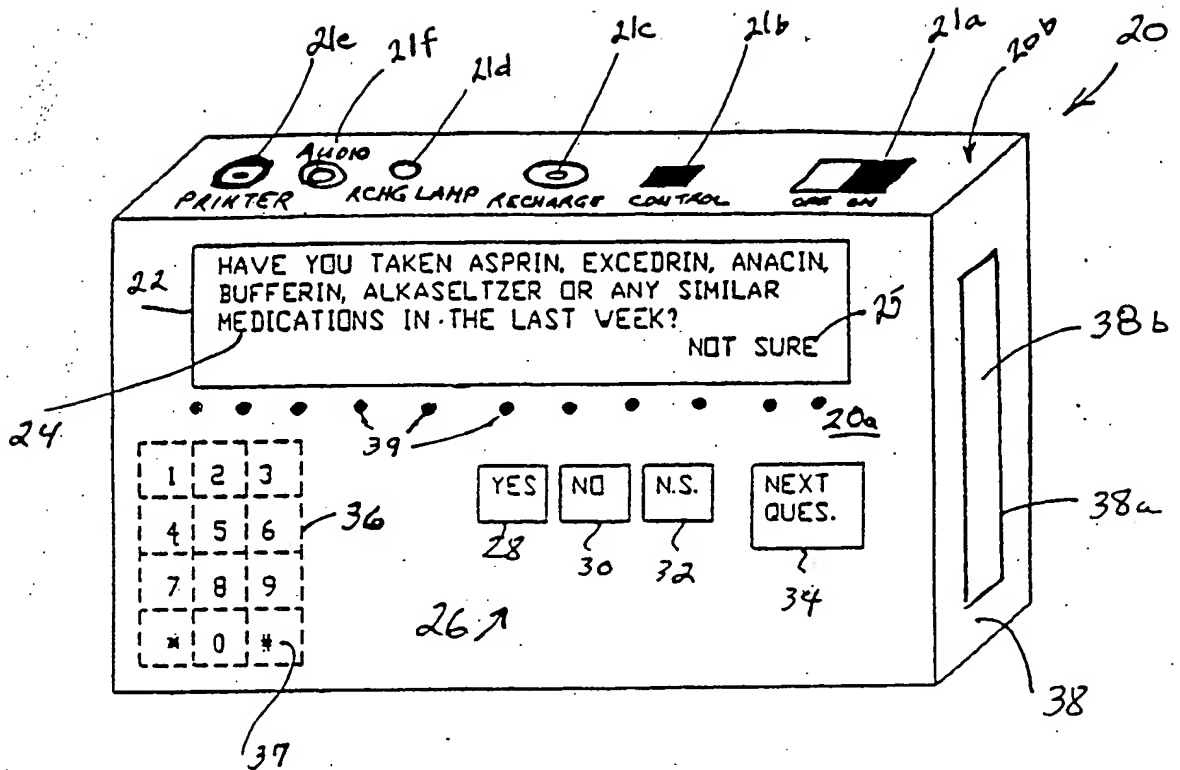 21e 21f 21d 21c 21b 21a 20b 20
AUDIO
PRINTER RCHG LAMP RECHARGE CONTROL OFF ON
22
HAVE YOU TAKEN ASPRIN, EXCEDRIN, ANACIN,
BUFFERIN, ALKASELTZER OR ANY SIMILAR
MEDICATIONS IN THE LAST WEEK?
NOT SURE
25
38b
24
39
20a
1 2 3
4 5 6
7 8 9
* 0 #
36
37
YES NO N.S. NEXT
QUES.
28 30 32 34
26
38a
38